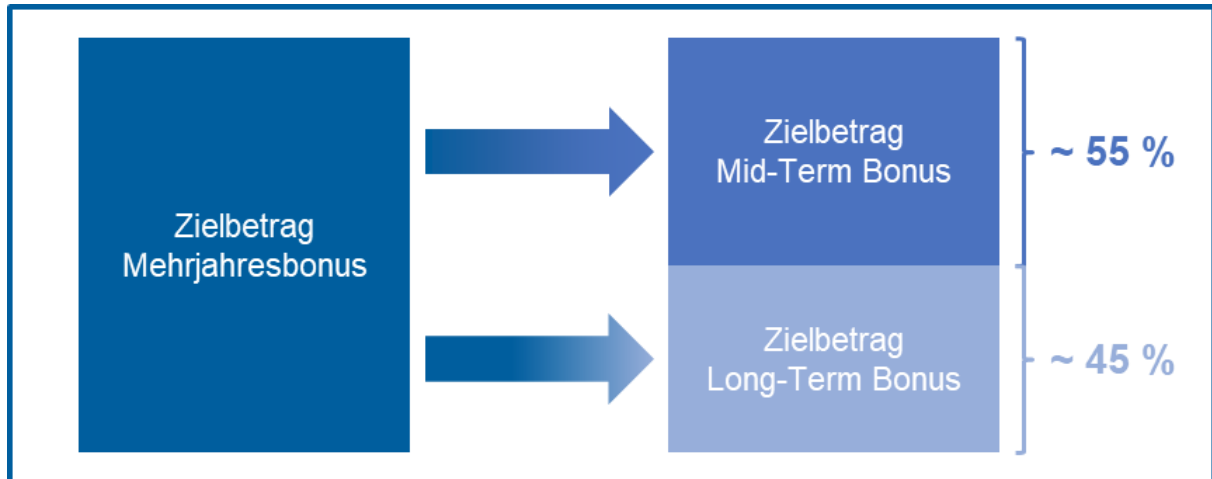 Zielbetrag
Mehrjahresbonus
Zielbetrag
Mid-Term Bonus
~ 55 %
Zielbetrag
Long-Term Bonus
~ 45 %